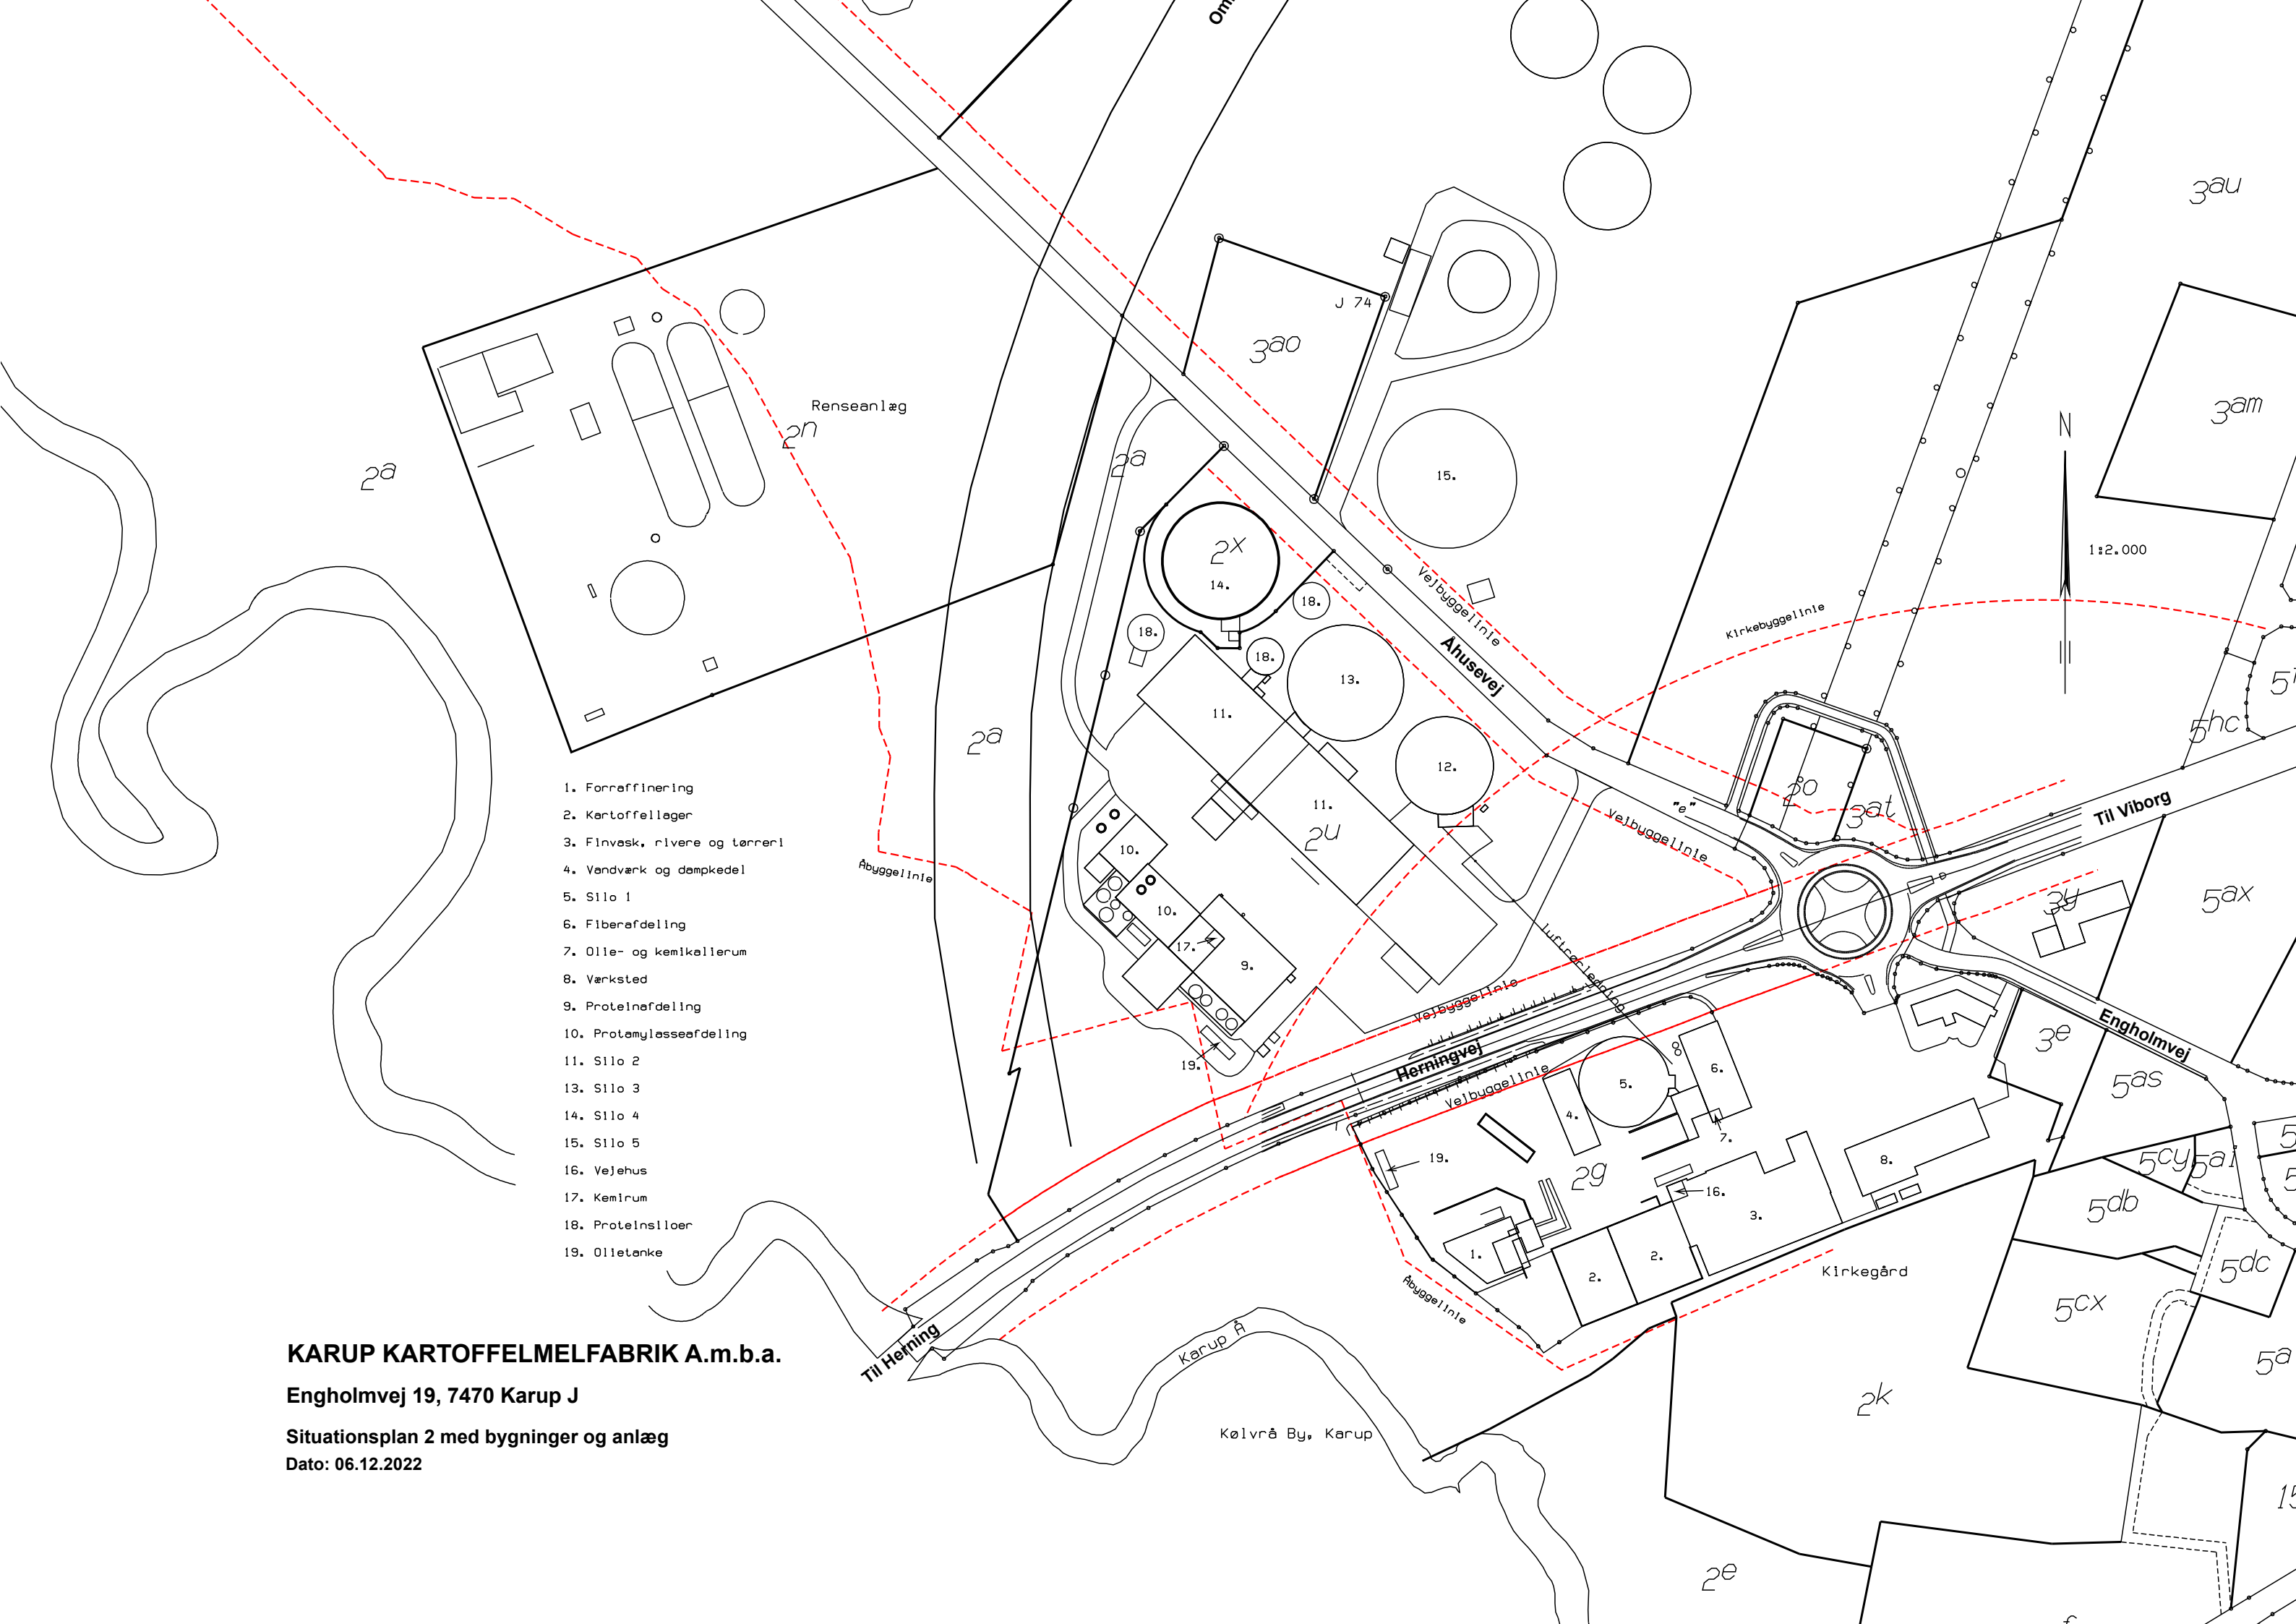 3au
J 74
3ao
3am
Renseanlæg
2n
2a
2a
15.
N
1:2.000
2x
14.
18.
18.
18.
Vejbyggelinie
Åhusevej
Kirkebyggelinie
13.
11.
12.
11.
2u
2a
5hc
2o
3at
"e"
Vejbyggelinie
Til Viborg
1. Forraffinering
2. Kartoffellager
3. Finvask, rivere og tørreri
4. Vandværk og dampkedel
5. Silo 1
6. Fiberafdeling
7. Olie- og kemikalierum
8. Værksted
9. Proteinafdeling
10. Protamylasseafdeling
11. Silo 2
13. Silo 3
14. Silo 4
15. Silo 5
16. Vejehus
17. Kemirum
18. Proteinsiloer
19. Olietanke
Åbyggelinie
10.
10.
17.
9.
19.
luftrørledning
Vejbyggelinie
Herningvej
Vejbyggelinie
3y
5ax
Engholmvej
3e
5as
5.
6.
4.
7.
19.
2g
16.
8.
3.
1.
2.
2.
5cy
5al
5db
5dc
5cx
5a
Kirkegård
Åbyggelinie
Til Herning
Karup Å
Kølvrå By, Karup
2k
2e
KARUP KARTOFFELMELFABRIK A.m.b.a.
Engholmvej 19, 7470 Karup J
Situationsplan 2 med bygninger og anlæg
Dato: 06.12.2022